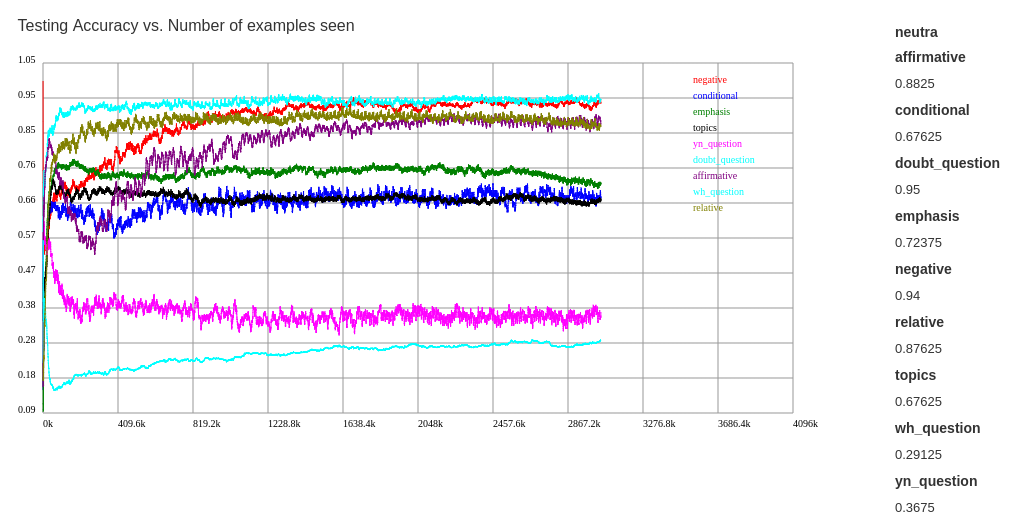 Testing Accuracy vs. Number of examples seen
1.05
0.95
0.85
0.76
0.66
0.57
0.47
0.38
0.28
0.18
0.09
0k
409.6k
819.2k
1228.8k
1638.4k
2048k
2457.6k
2867.2k
3276.8k
3686.4k
4096k
negative
conditional
emphasis
topics
yn_question
doubt_question
affirmative
wh_question
relative
neutra
affirmative
0.8825
conditional
0.67625
doubt_question
0.95
emphasis
0.72375
negative
0.94
relative
0.87625
topics
0.67625
wh_question
0.29125
yn_question
0.3675